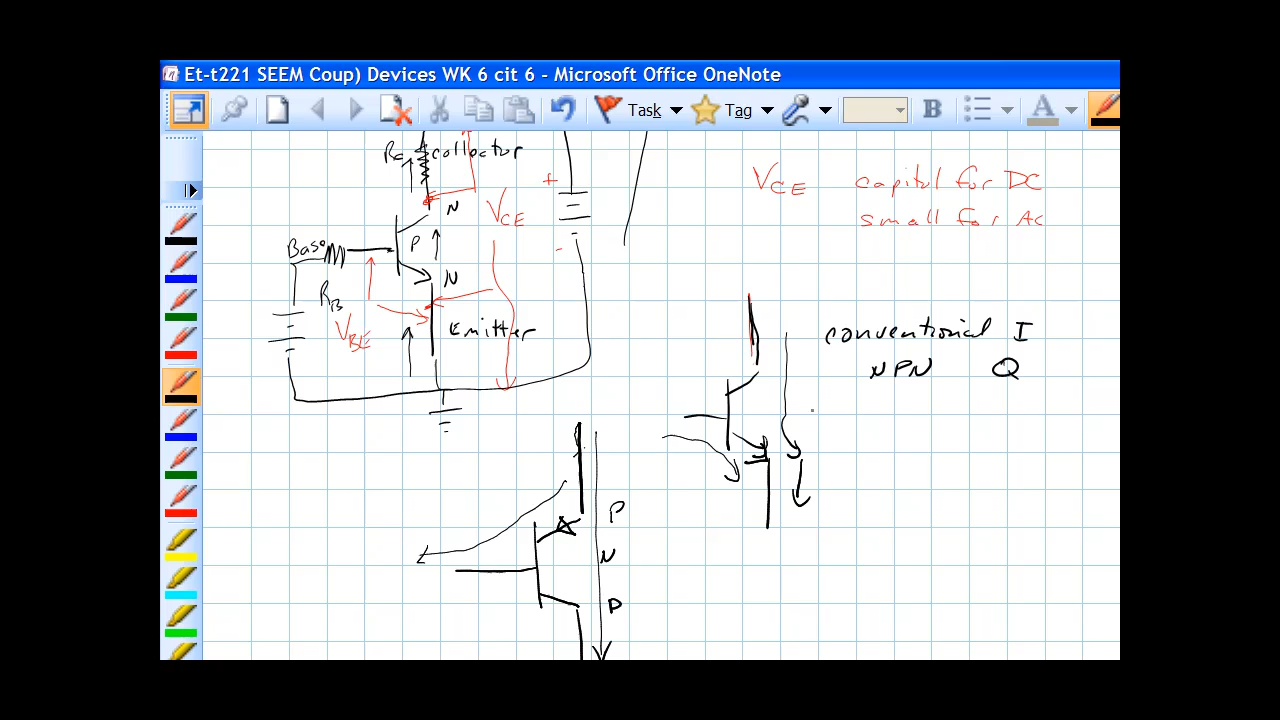 Et-t221 SEEM Coup) Devices WK 6 cit 6 - Microsoft Office OneNote
Task Tag B A
RC collector
+
VCE capitol for DC
small for AC
N
VCE
Base P
-
N
RB
VBE Emitter
conventional I
NPN Q
P
N
P